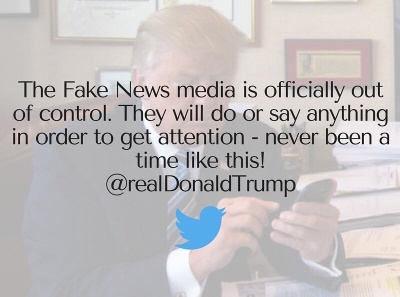 The Fake News media is officially out
of control. They will do or say anything
in order to get attention - never been a
time like this!
@realDonaldTrump